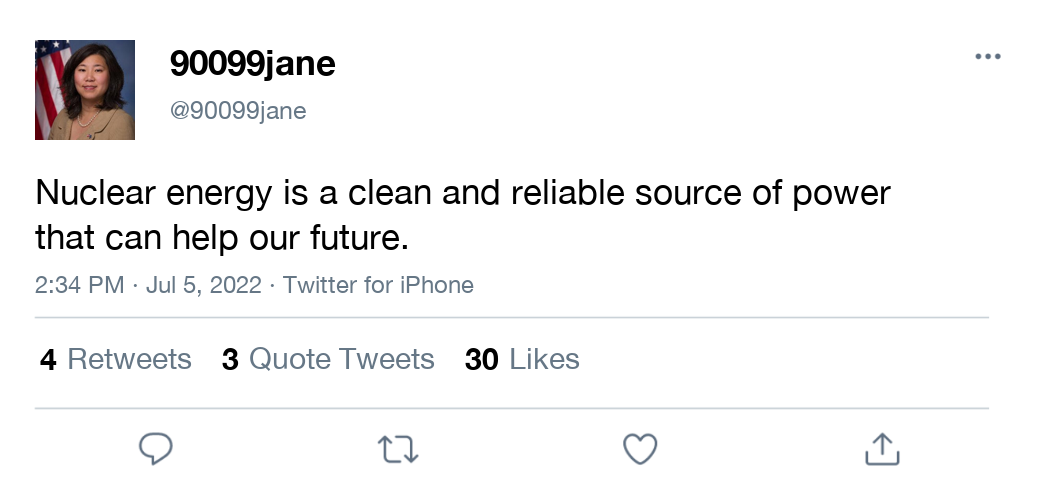 90099jane
@90099jane
Nuclear energy is a clean and reliable source of power
that can help our future.
2:34 PM · Jul 5, 2022 · Twitter for iPhone
4 Retweets 3 Quote Tweets 30 Likes